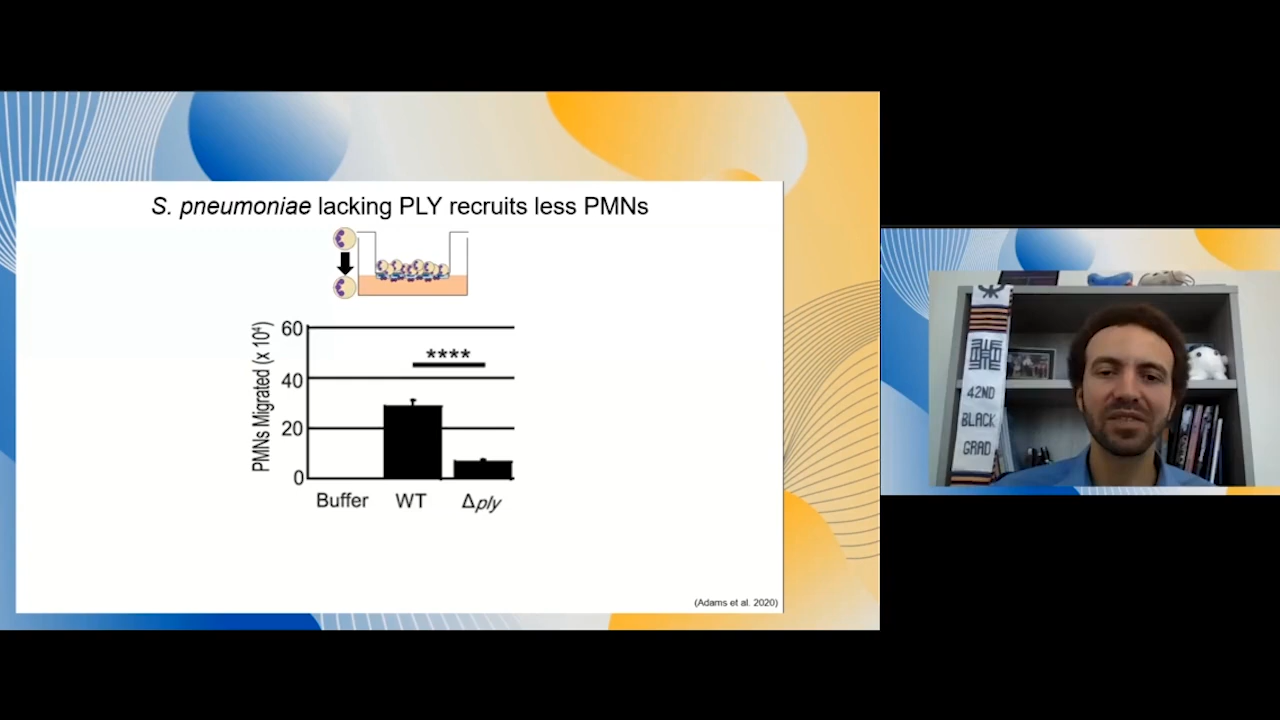 S. pneumoniae lacking PLY recruits less PMNs
PMNs Migrated (x 10⁴)
60
40
20
0
****
Buffer WT Δply
(Adams et al. 2020)
42ND
BLACK
GRAD